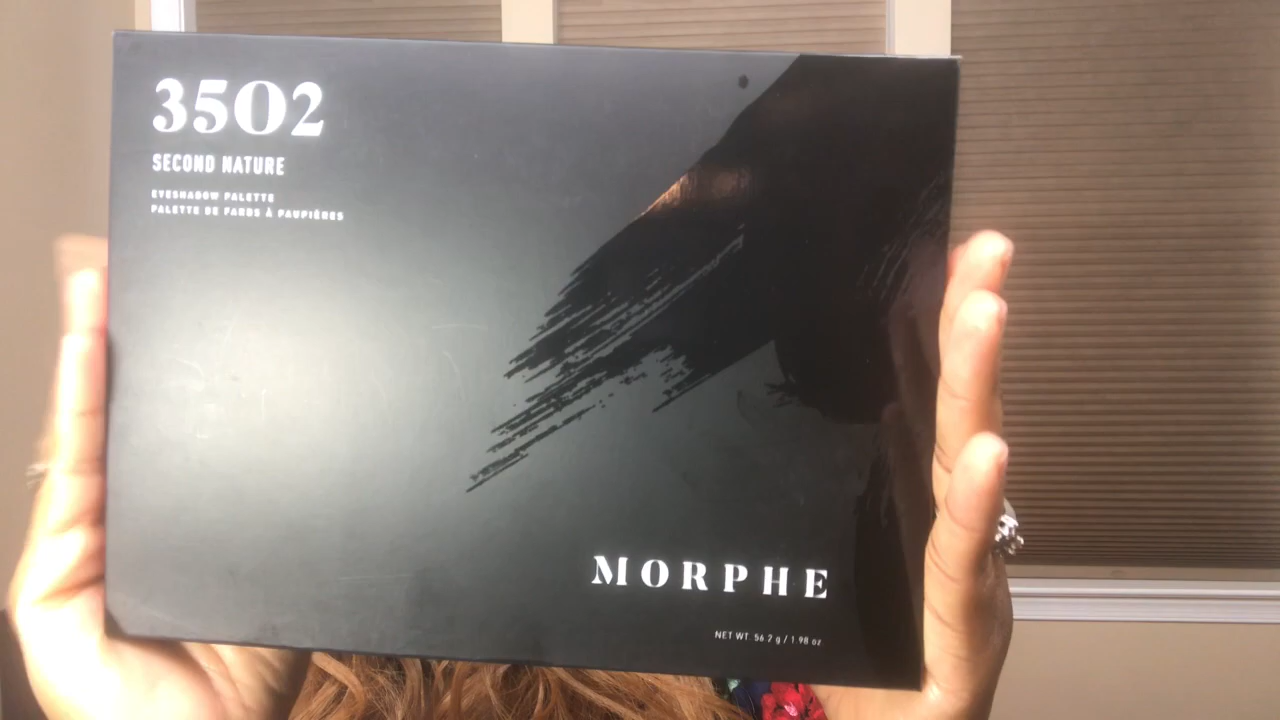 35O2
SECOND NATURE
EYESHADOW PALETTE
PALETTE DE FARDS À PAUPIÈRES
MORPHE
NET WT. 56.2 g / 1.98 oz